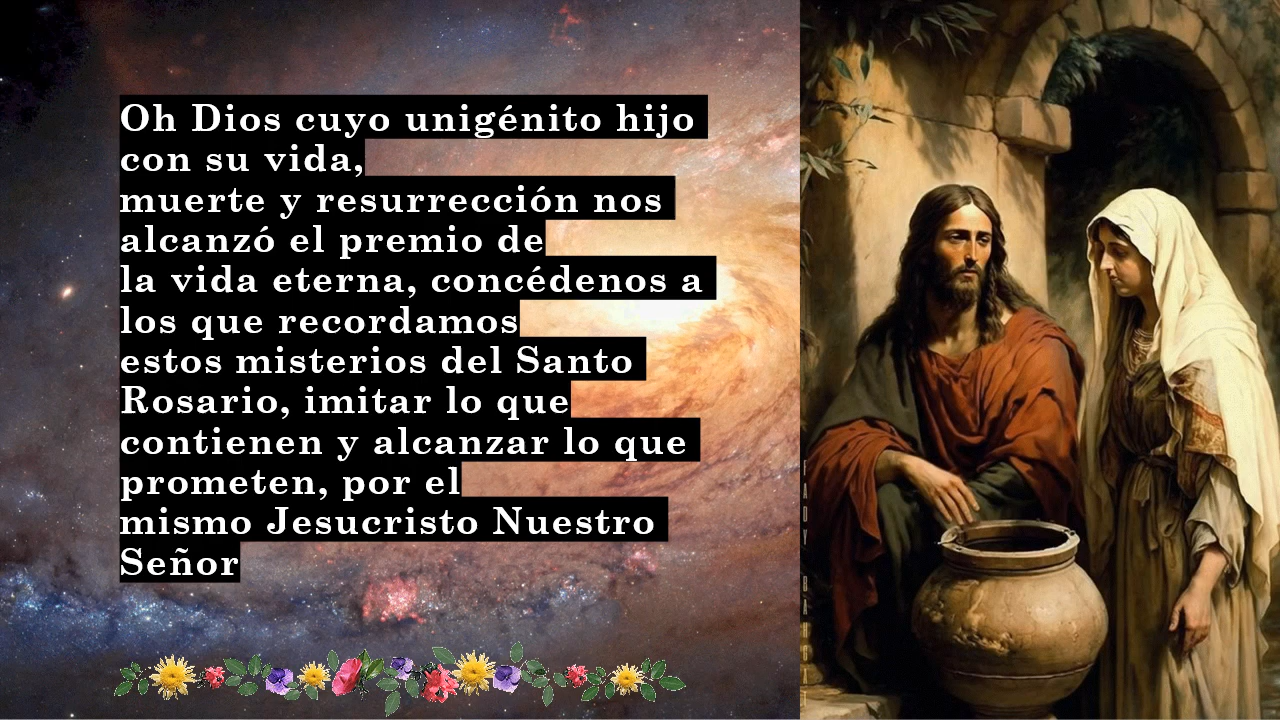 Oh Dios cuyo unigénito hijo
con su vida,
muerte y resurrección nos
alcanzó el premio de
la vida eterna, concédenos a
los que recordamos
estos misterios del Santo
Rosario, imitar lo que
contienen y alcanzar lo que
prometen, por el
mismo Jesucristo Nuestro
Señor